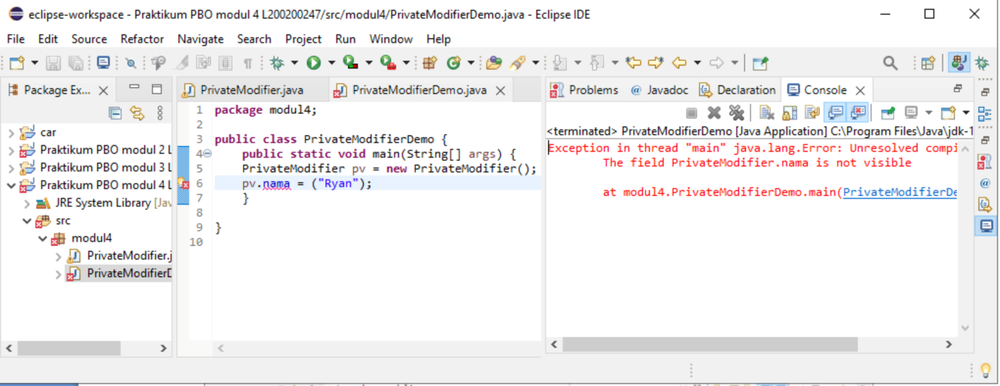 eclipse-workspace - Praktikum PBO modul 4 L200200247/src/modul4/PrivateModifierDemo.java - Eclipse IDE
File Edit Source Refactor Navigate Search Project Run Window Help
Package Ex...
car
Praktikum PBO modul 2 L
Praktikum PBO modul 3 L
Praktikum PBO modul 4 L
JRE System Library [Jav
src
modul4
PrivateModifier.j
PrivateModifierD
PrivateModifier.java PrivateModifierDemo.java
1 package modul4;
2
3 public class PrivateModifierDemo {
4 public static void main(String[] args) {
5 PrivateModifier pv = new PrivateModifier();
6 pv.nama = ("Ryan");
7 }
8
9 }
10
Problems @ Javadoc Declaration Console
<terminated> PrivateModifierDemo [Java Application] C:\Program Files\Java\jdk-1
Exception in thread "main" java.lang.Error: Unresolved compi
The field PrivateModifier.nama is not visible
at modul4.PrivateModifierDemo.main(PrivateModifierDe